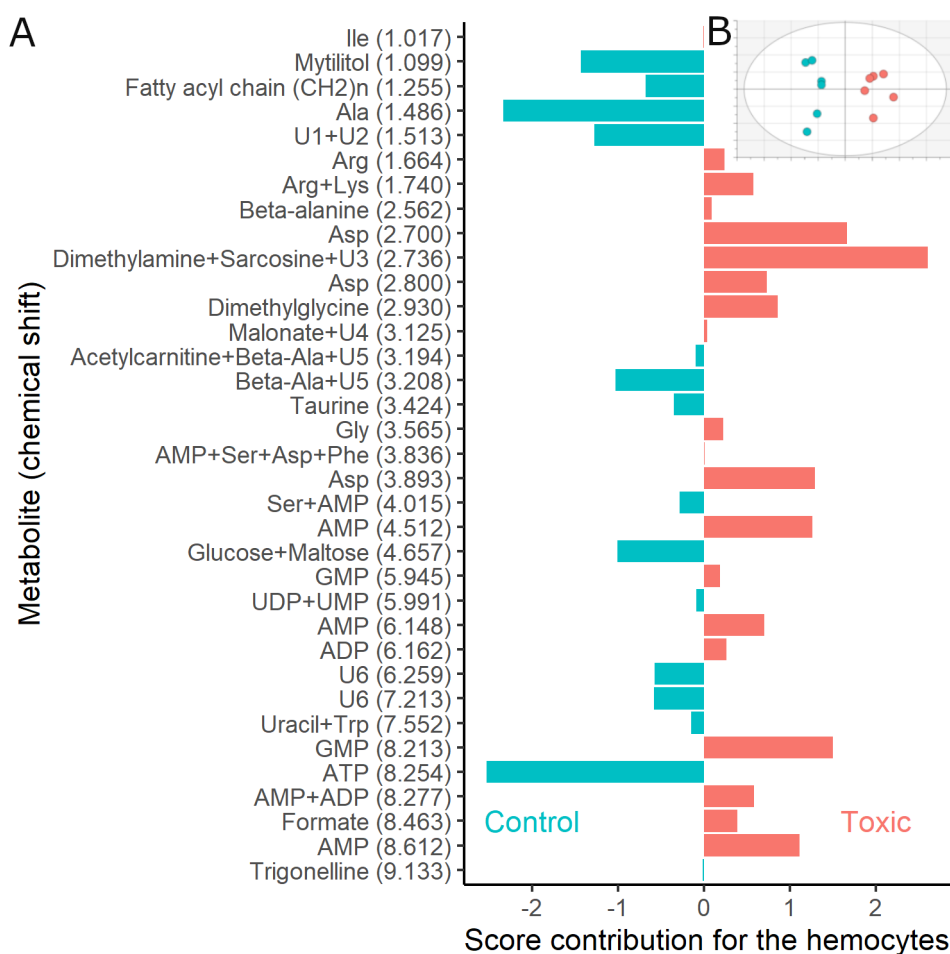 A
B
Ile (1.017)
Mytilitol (1.099)
Fatty acyl chain (CH2)n (1.255)
Ala (1.486)
U1+U2 (1.513)
Arg (1.664)
Arg+Lys (1.740)
Beta-alanine (2.562)
Asp (2.700)
Dimethylamine+Sarcosine+U3 (2.736)
Asp (2.800)
Dimethylglycine (2.930)
Malonate+U4 (3.125)
Acetylcarnitine+Beta-Ala+U5 (3.194)
Beta-Ala+U5 (3.208)
Taurine (3.424)
Gly (3.565)
AMP+Ser+Asp+Phe (3.836)
Asp (3.893)
Ser+AMP (4.015)
AMP (4.512)
Glucose+Maltose (4.657)
GMP (5.945)
UDP+UMP (5.991)
AMP (6.148)
ADP (6.162)
U6 (6.259)
U6 (7.213)
Uracil+Trp (7.552)
GMP (8.213)
ATP (8.254)
AMP+ADP (8.277)
Formate (8.463)
AMP (8.612)
Trigonelline (9.133)
Metabolite (chemical shift)
Control
Toxic
-2 -1 0 1 2
Score contribution for the hemocytes